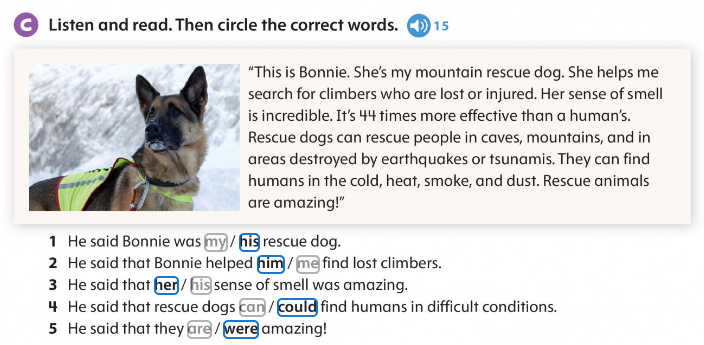 C Listen and read. Then circle the correct words. 15
“This is Bonnie. She’s my mountain rescue dog. She helps me
search for climbers who are lost or injured. Her sense of smell
is incredible. It’s 44 times more effective than a human’s.
Rescue dogs can rescue people in caves, mountains, and in
areas destroyed by earthquakes or tsunamis. They can find
humans in the cold, heat, smoke, and dust. Rescue animals
are amazing!”
1 He said Bonnie was my / his rescue dog.
2 He said that Bonnie helped him / me find lost climbers.
3 He said that her / his sense of smell was amazing.
4 He said that rescue dogs can / could find humans in difficult conditions.
5 He said that they are / were amazing!